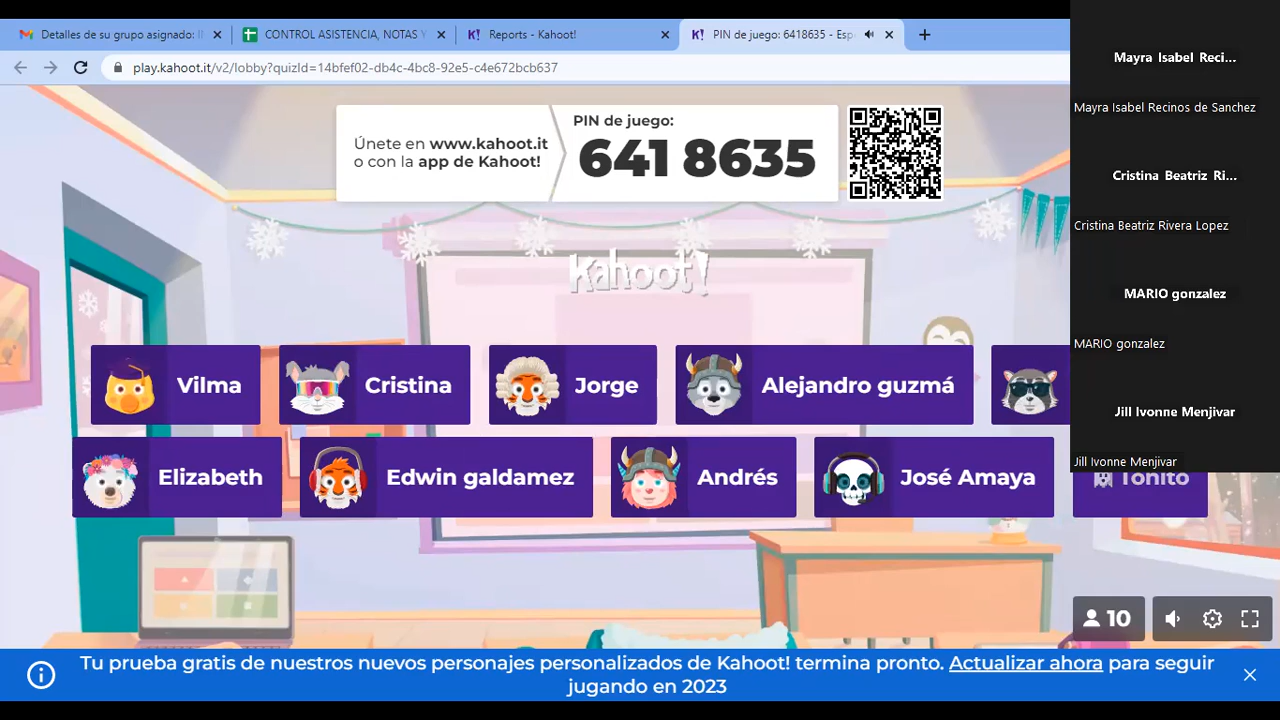 Detalles de su grupo asignado: I
CONTROL ASISTENCIA, NOTAS Y
Reports - Kahoot!
PIN de juego: 6418635 - Esp
play.kahoot.it/v2/lobby?quizId=14bfef02-db4c-4bc8-92e5-c4e672bcb637
Únete en www.kahoot.it
o con la app de Kahoot!
PIN de juego:
641 8635
Kahoot!
Vilma
Cristina
Jorge
Alejandro guzmá
Elizabeth
Edwin galdamez
Andrés
José Amaya
Toñito
10
Tu prueba gratis de nuestros nuevos personajes personalizados de Kahoot! termina pronto. Actualizar ahora para seguir
jugando en 2023
Mayra Isabel Reci...
Mayra Isabel Recinos de Sanchez
Cristina Beatriz Ri...
Cristina Beatriz Rivera Lopez
MARIO gonzalez
MARIO gonzalez
Jill Ivonne Menjivar
Jill Ivonne Menjivar